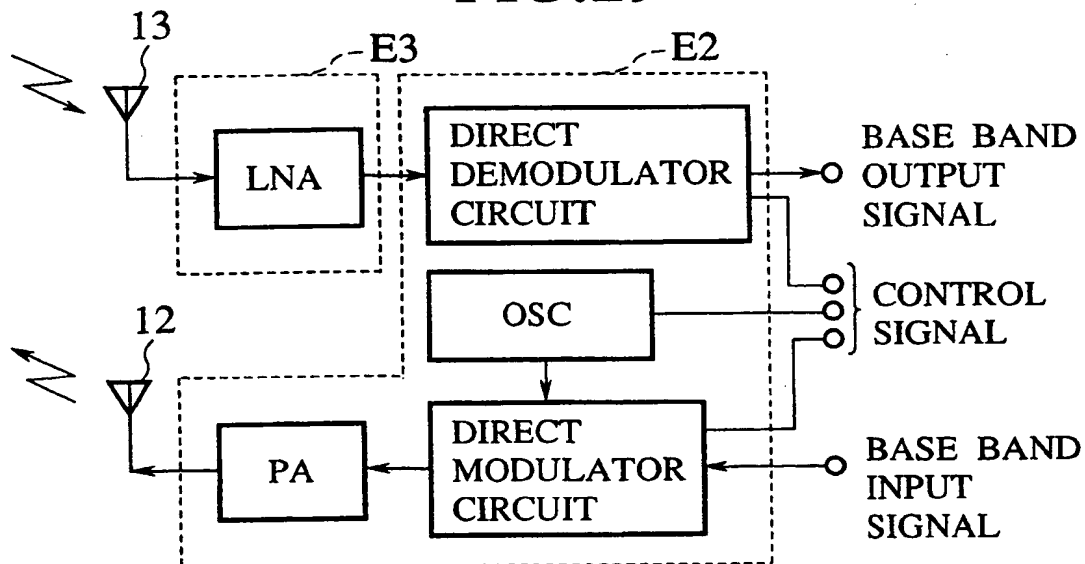 13
E3
E2
LNA
DIRECT
DEMODULATOR
CIRCUIT
BASE BAND
OUTPUT
SIGNAL
OSC
CONTROL
SIGNAL
12
PA
DIRECT
MODULATOR
CIRCUIT
BASE BAND
INPUT
SIGNAL